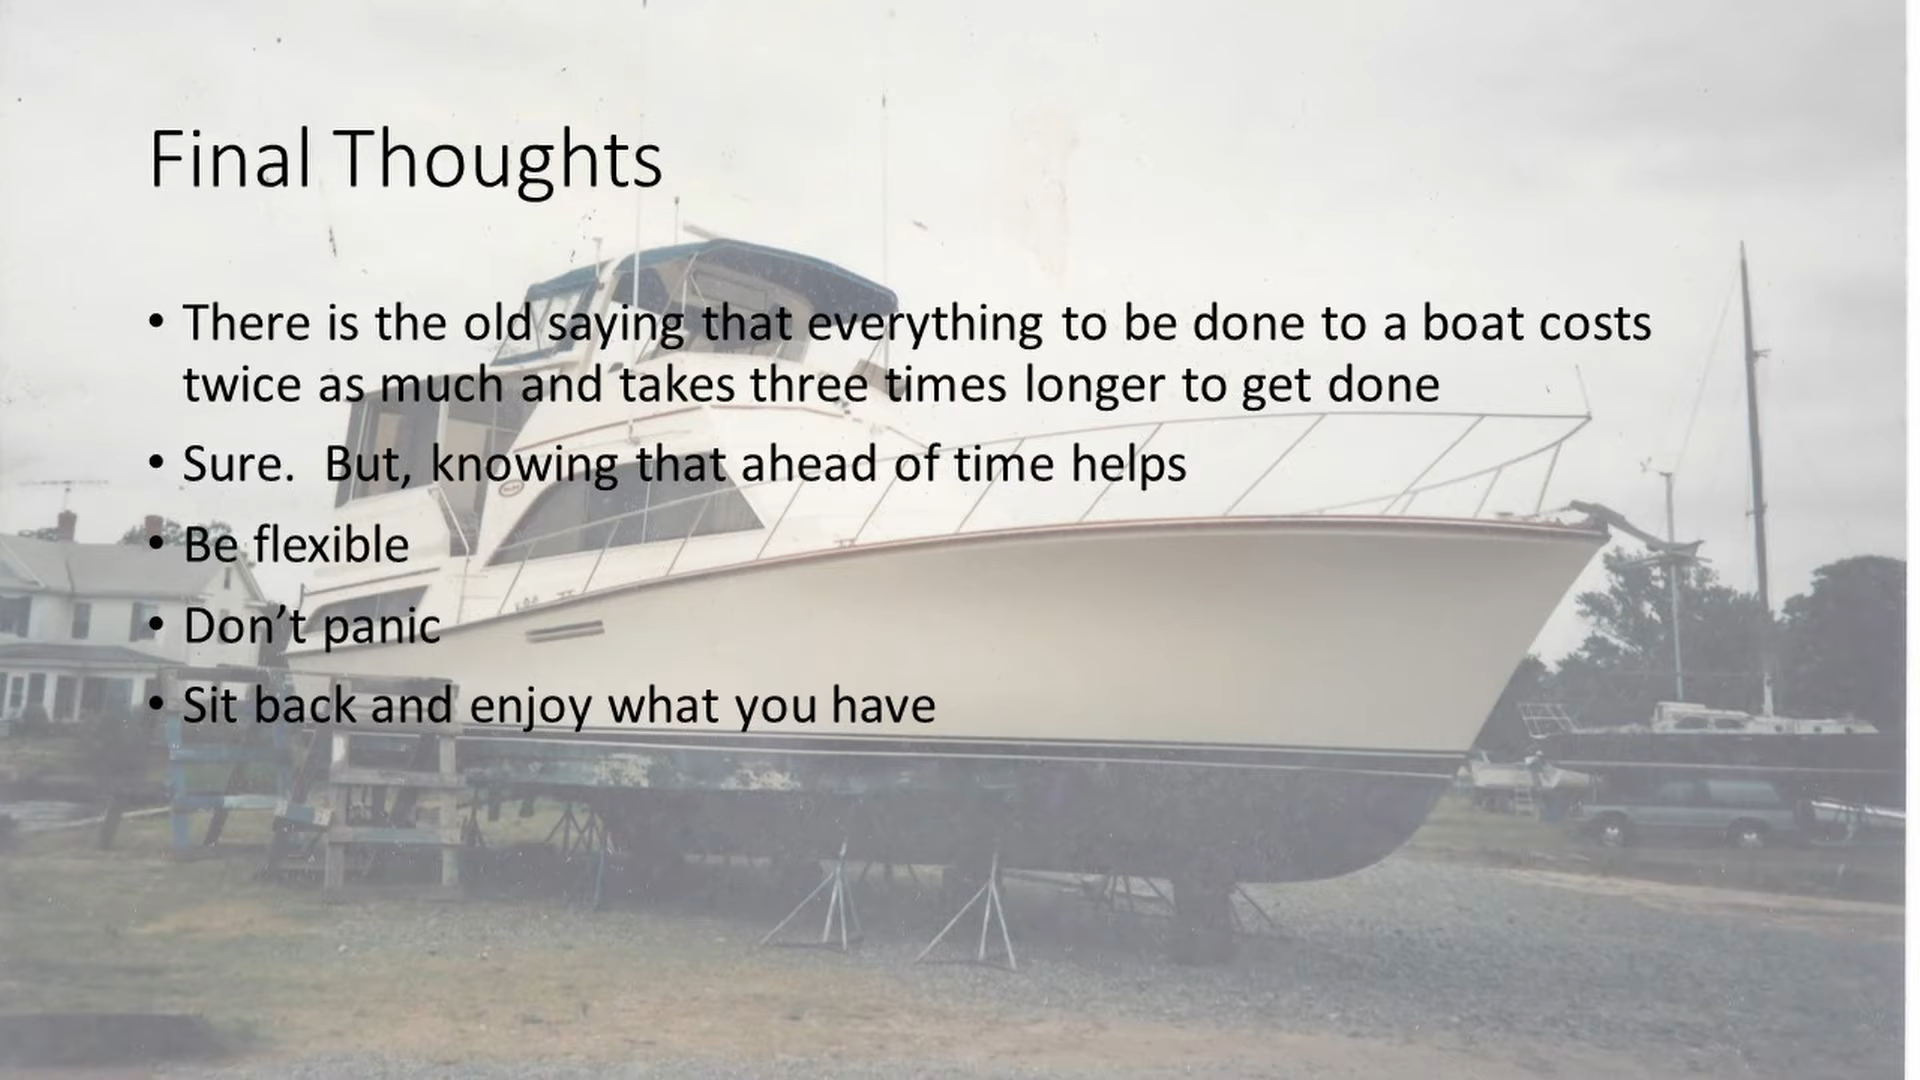 Final Thoughts
• There is the old saying that everything to be done to a boat costs
twice as much and takes three times longer to get done
• Sure.  But, knowing that ahead of time helps
• Be flexible
• Don’t panic
• Sit back and enjoy what you have